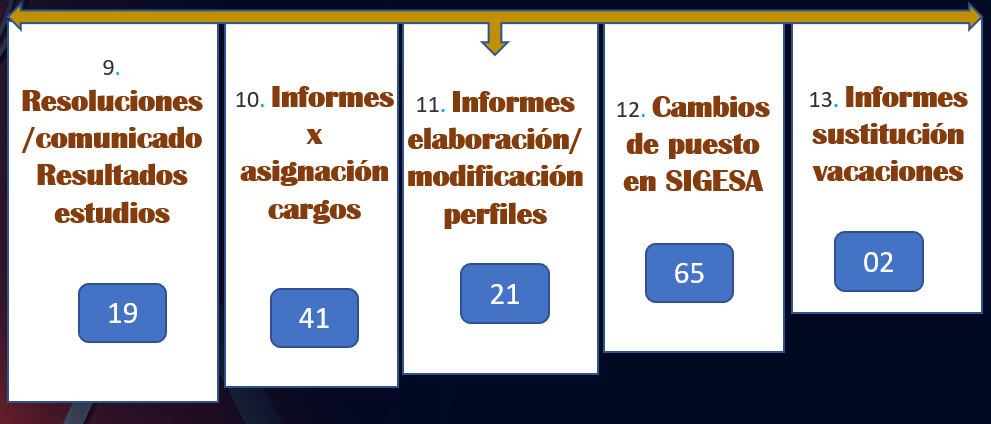 9.
Resoluciones
/comunicado
Resultados
estudios
19
10. Informes
x
asignación
cargos
41
11. Informes
elaboración/
modificación
perfiles
21
12. Cambios
de puesto
en SIGESA
65
13. Informes
sustitución
vacaciones
02